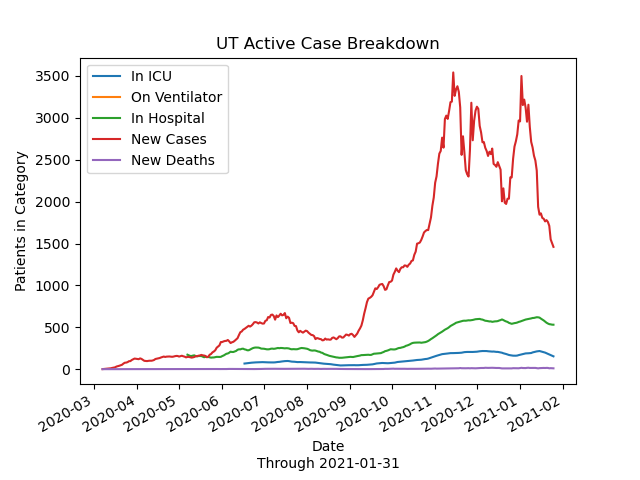 UT Active Case Breakdown
In ICU
On Ventilator
In Hospital
New Cases
New Deaths
Patients in Category
3500
3000
2500
2000
1500
1000
500
0
2020-03
2020-04
2020-05
2020-06
2020-07
2020-08
2020-09
2020-10
2020-11
2020-12
2021-01
2021-02
Date
Through 2021-01-31